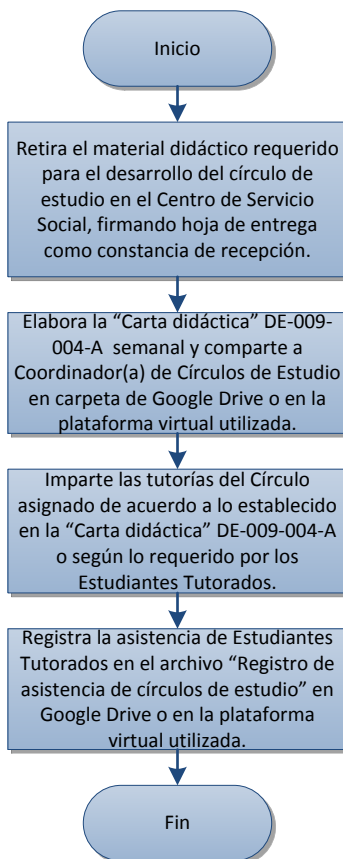 Inicio
Retira el material didáctico requerido
para el desarrollo del círculo de
estudio en el Centro de Servicio
Social, firmando hoja de entrega
como constancia de recepción.
Elabora la “Carta didáctica” DE-009-
004-A  semanal y comparte a
Coordinador(a) de Círculos de Estudio
en carpeta de Google Drive o en la
plataforma virtual utilizada.
Imparte las tutorías del Círculo
asignado de acuerdo a lo establecido
en la “Carta didáctica” DE-009-004-A
o según lo requerido por los
Estudiantes Tutorados.
Registra la asistencia de Estudiantes
Tutorados en el archivo “Registro de
asistencia de círculos de estudio” en
Google Drive o en la plataforma
virtual utilizada.
Fin